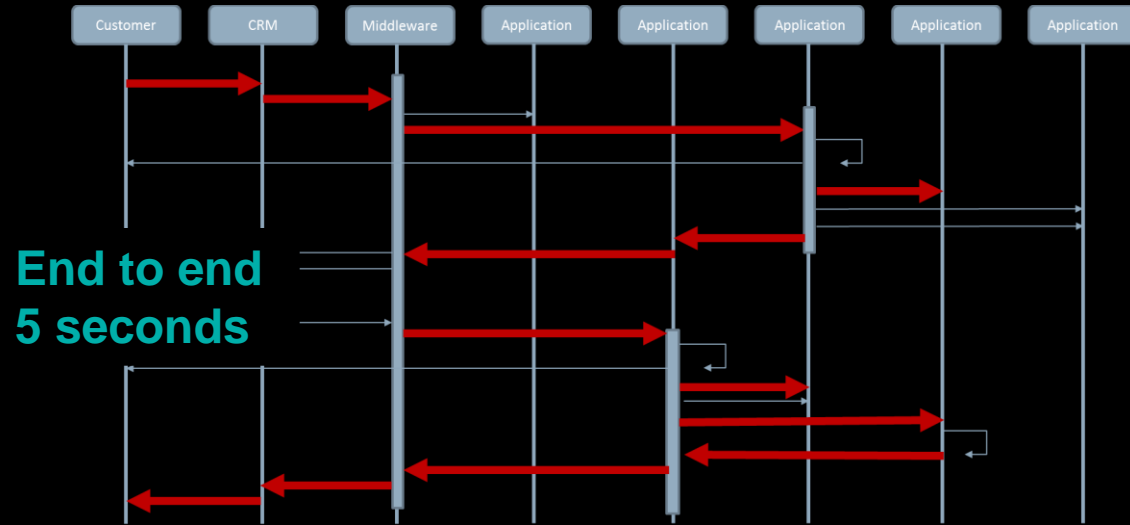 Customer
CRM
Middleware
Application
Application
Application
Application
Application
End to end
5 seconds